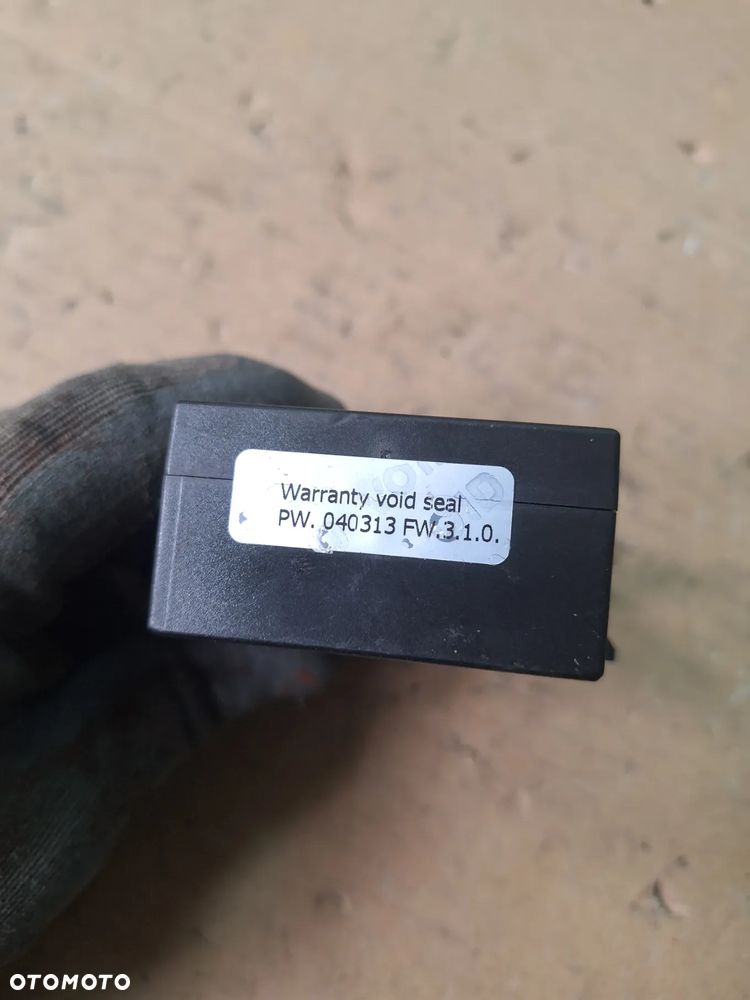 Warranty void seal
PW. 040313 FW.3.1.0.
OTOMOTO